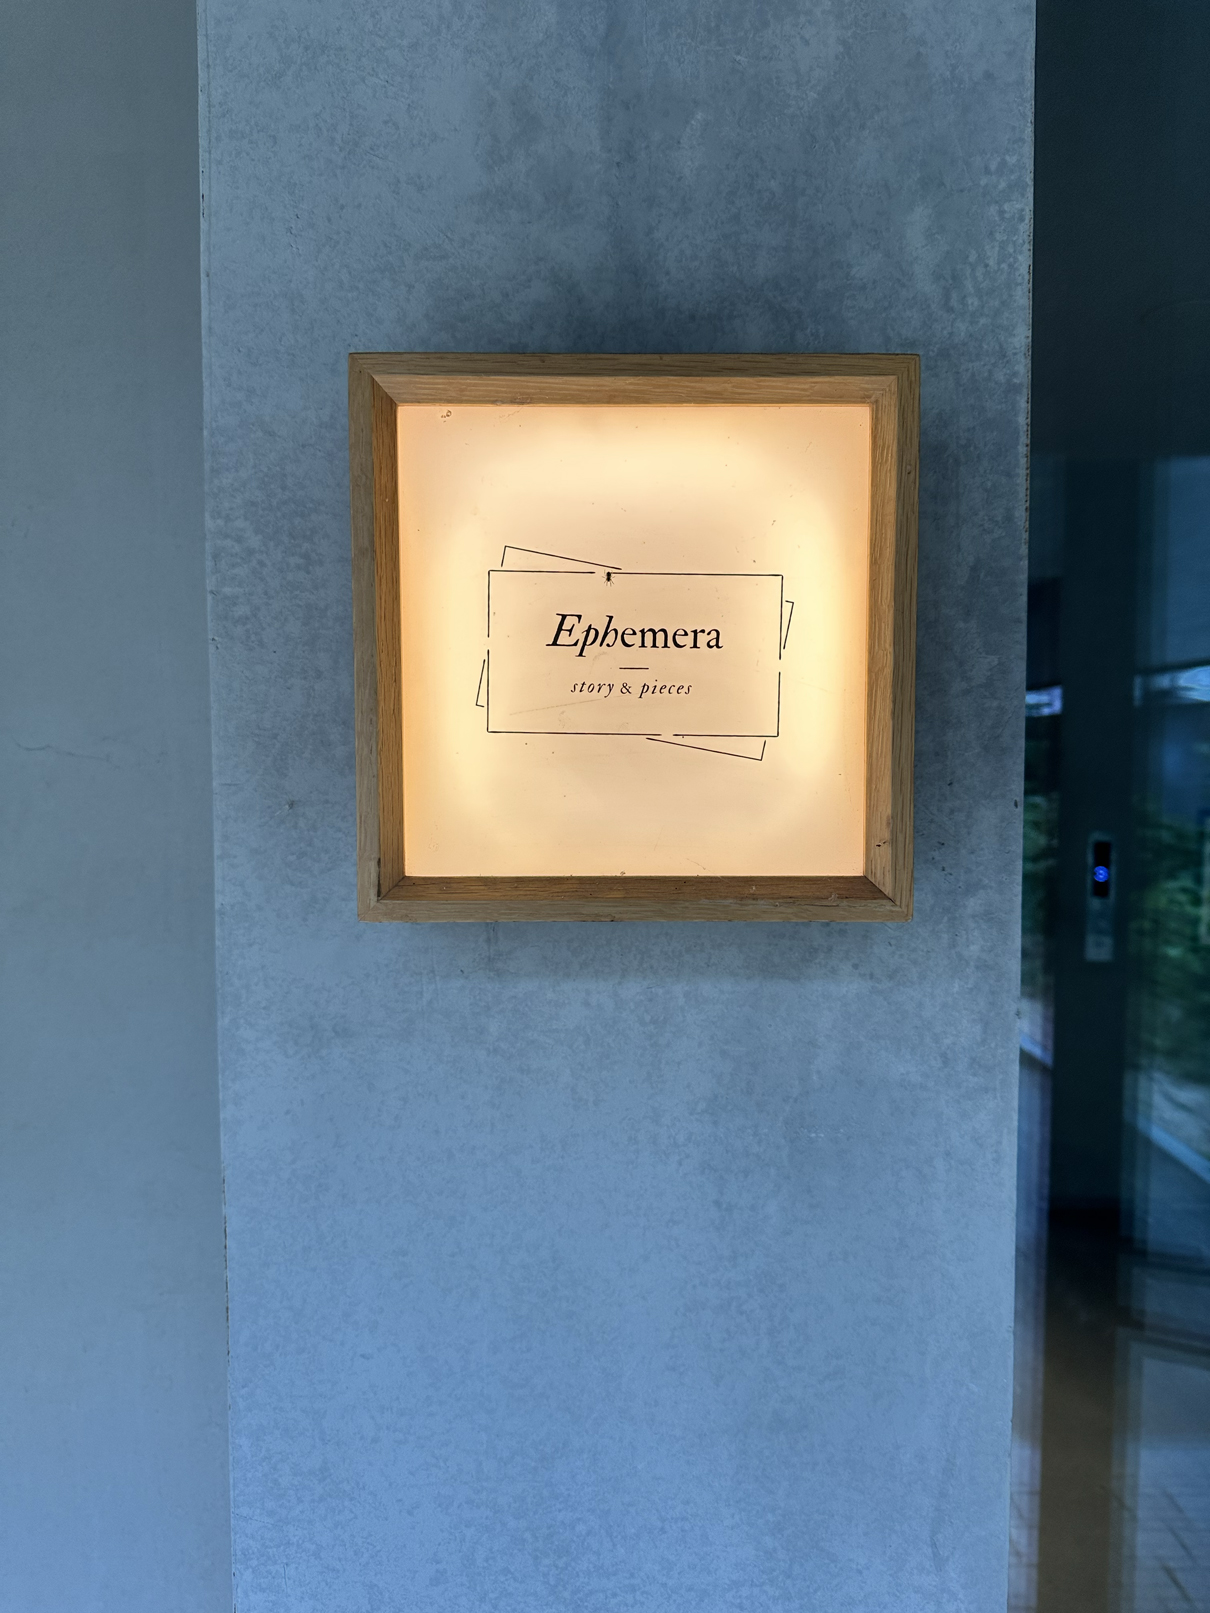 Ephemera
story & pieces